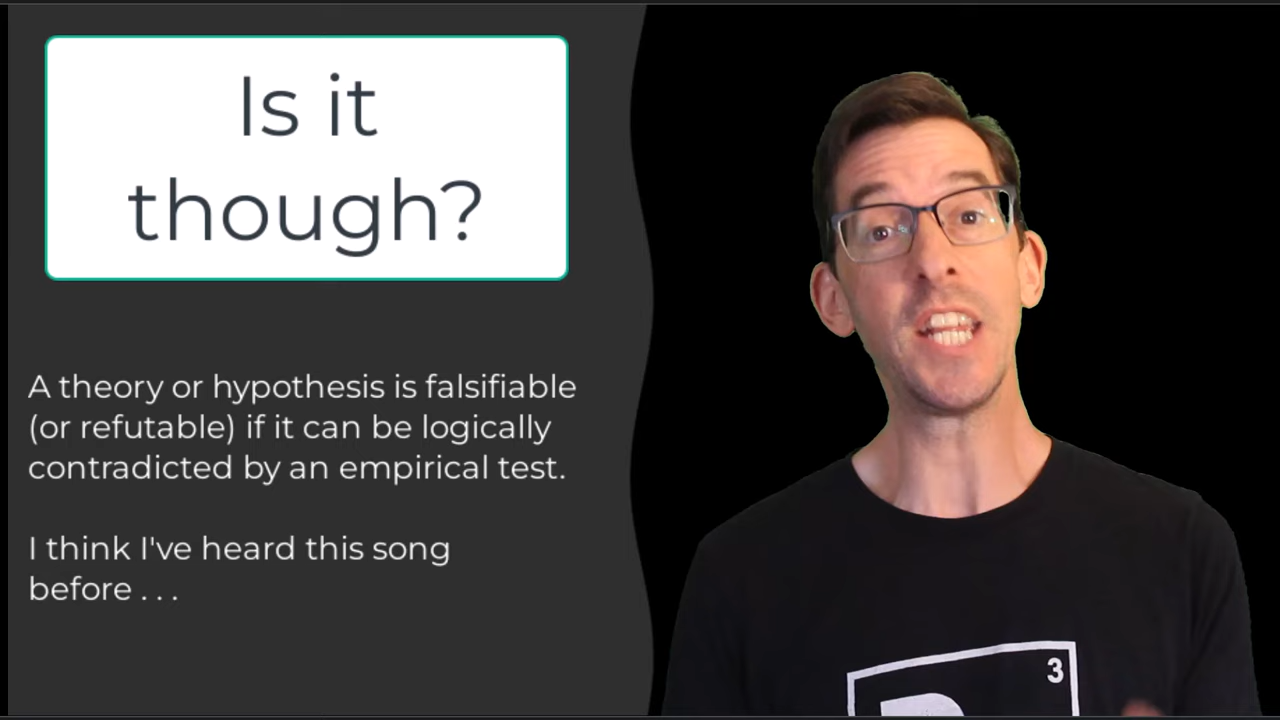 Is it
though?
A theory or hypothesis is falsifiable
(or refutable) if it can be logically
contradicted by an empirical test.
I think I've heard this song
before . . .
3